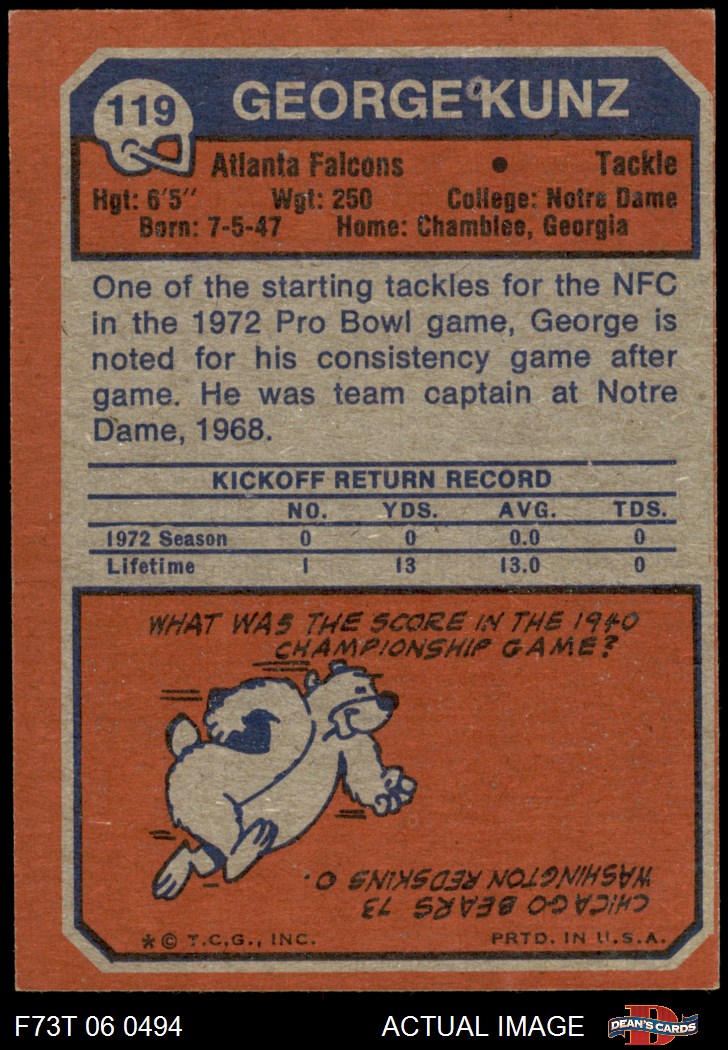 119
GEORGE KUNZ
Atlanta Falcons • Tackle
Hgt: 6'5" Wgt: 250 College: Notre Dame
Born: 7-5-47 Home: Chamblee, Georgia
One of the starting tackles for the NFC
in the 1972 Pro Bowl game, George is
noted for his consistency game after
game. He was team captain at Notre
Dame, 1968.
KICKOFF RETURN RECORD
NO. YDS. AVG. TDS.
1972 Season 0 0 0.0 0
Lifetime 1 13 13.0 0
WHAT WAS THE SCORE IN THE 1940
CHAMPIONSHIP GAME?
CHICAGO BEARS 73
WASHINGTON REDSKINS 0.
* © T.C.G., INC. PRTD. IN U.S.A.
F73T 06 0494 ACTUAL IMAGE D DEAN'S CARDS